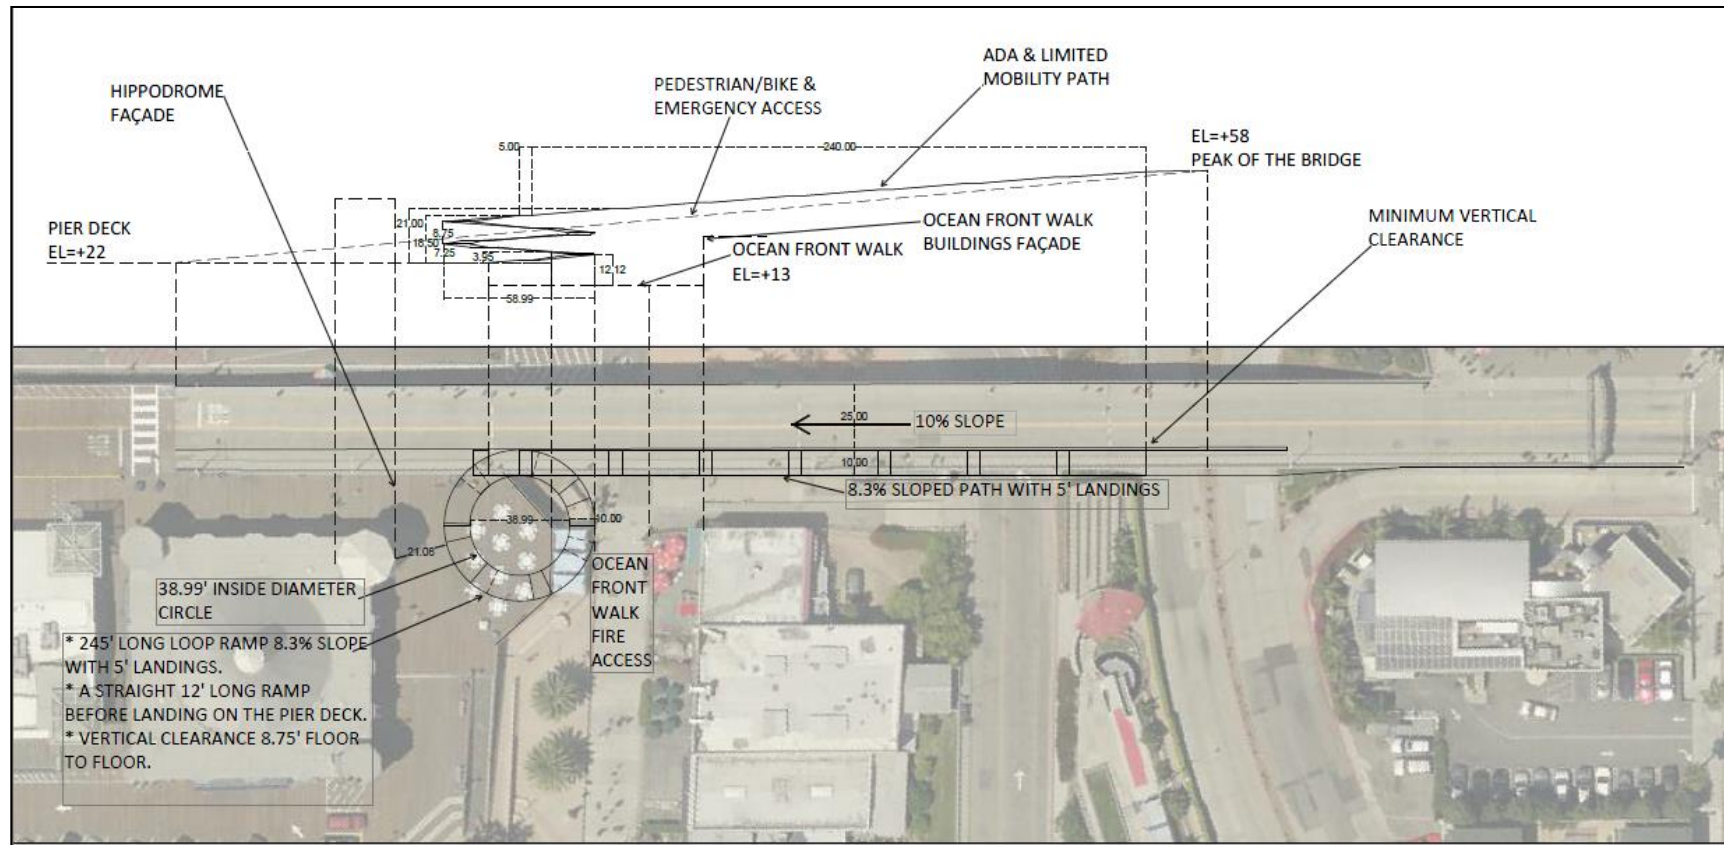 ADA & LIMITED
MOBILITY PATH
PEDESTRIAN/BIKE &
EMERGENCY ACCESS
HIPPODROME
FAÇADE
EL=+58
PEAK OF THE BRIDGE
5.00
240.00
PIER DECK
EL=+22
21.00
8.75
18.50
7.25
3.95
12.12
58.99
OCEAN FRONT WALK
BUILDINGS FAÇADE
OCEAN FRONT WALK
EL=+13
MINIMUM VERTICAL
CLEARANCE
25.00
10% SLOPE
10.00
8.3% SLOPED PATH WITH 5' LANDINGS
38.99
10.00
21.06
OCEAN
FRONT
WALK
FIRE
ACCESS
38.99' INSIDE DIAMETER
CIRCLE
* 245' LONG LOOP RAMP 8.3% SLOPE
WITH 5' LANDINGS.
* A STRAIGHT 12' LONG RAMP
BEFORE LANDING ON THE PIER DECK.
* VERTICAL CLEARANCE 8.75' FLOOR
TO FLOOR.